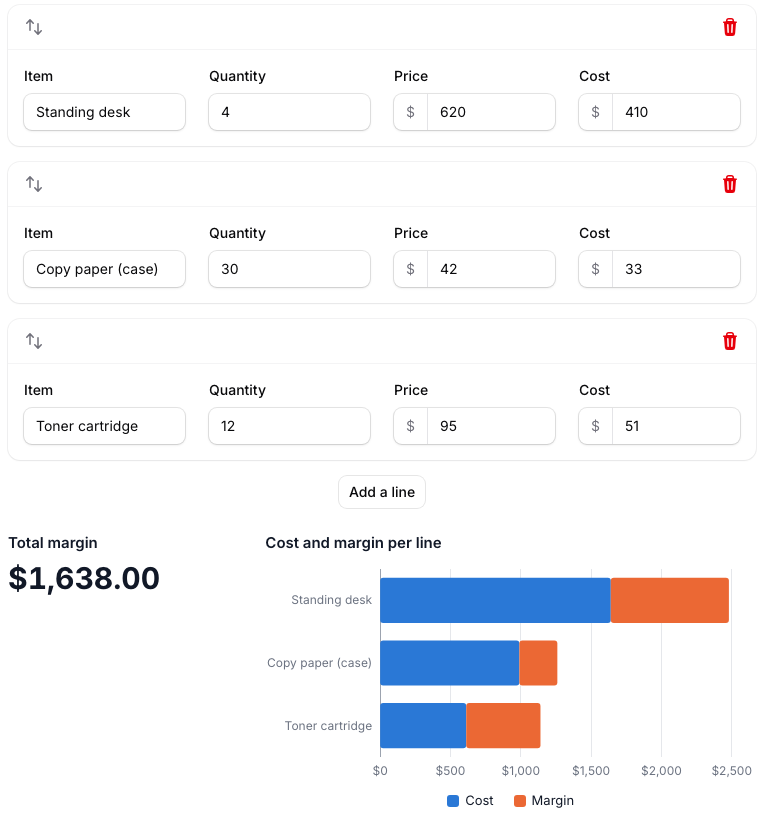 Item Quantity Price Cost
Standing desk 4 $ 620 $ 410
Item Quantity Price Cost
Copy paper (case) 30 $ 42 $ 33
Item Quantity Price Cost
Toner cartridge 12 $ 95 $ 51
Add a line
Total margin
$1,638.00
Cost and margin per line
Standing desk
Copy paper (case)
Toner cartridge
$0 $500 $1,000 $1,500 $2,000 $2,500
Cost Margin